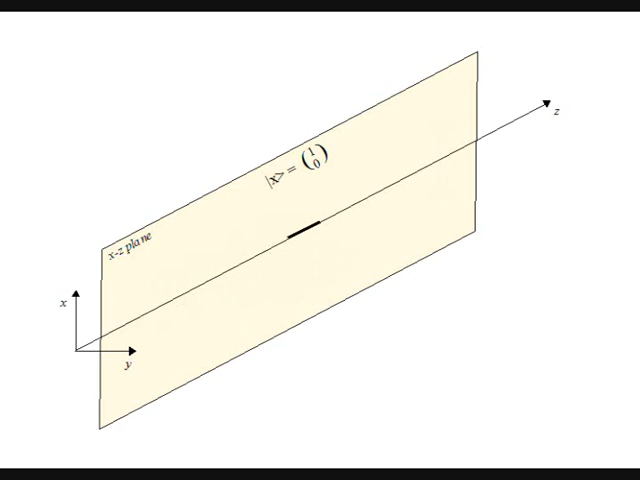 z
|x> = (1 0)
x-z plane
x
y